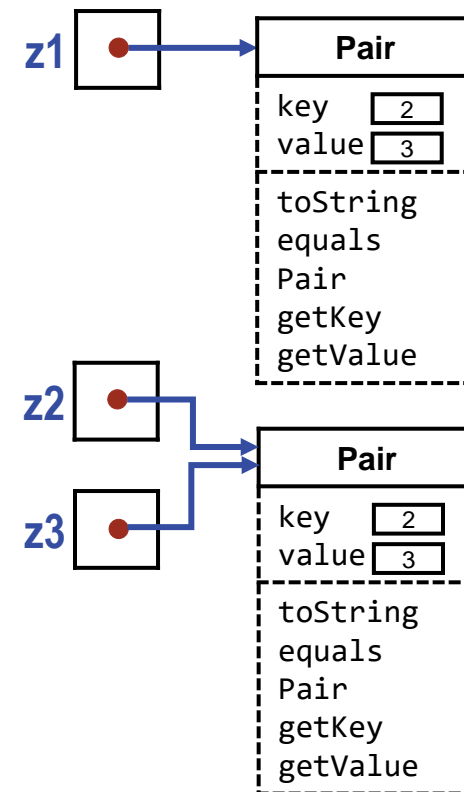 z1
Pair
key 2
value 3
toString
equals
Pair
getKey
getValue
z2
z3
Pair
key 2
value 3
toString
equals
Pair
getKey
getValue